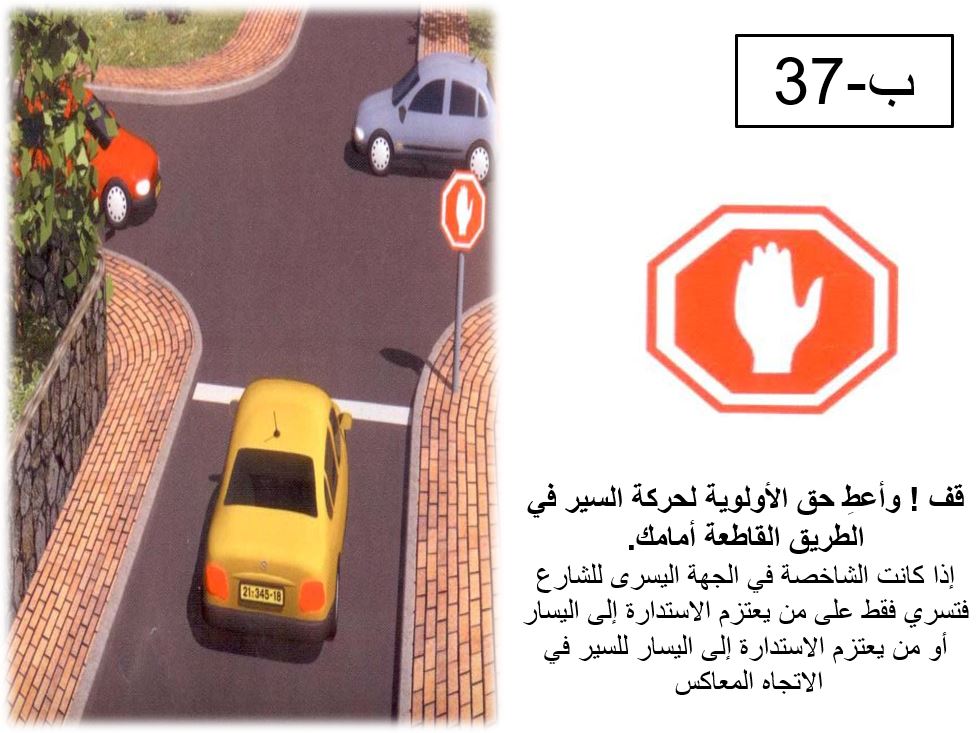 ب-37
قف ! وأعطِ حق الأولوية لحركة السير في
الطريق القاطعة أمامك.
إذا كانت الشاخصة في الجهة اليسرى للشارع
فتسري فقط على من يعتزم الاستدارة إلى اليسار
أو من يعتزم الاستدارة إلى اليسار للسير في
الاتجاه المعاكس
21-345-18